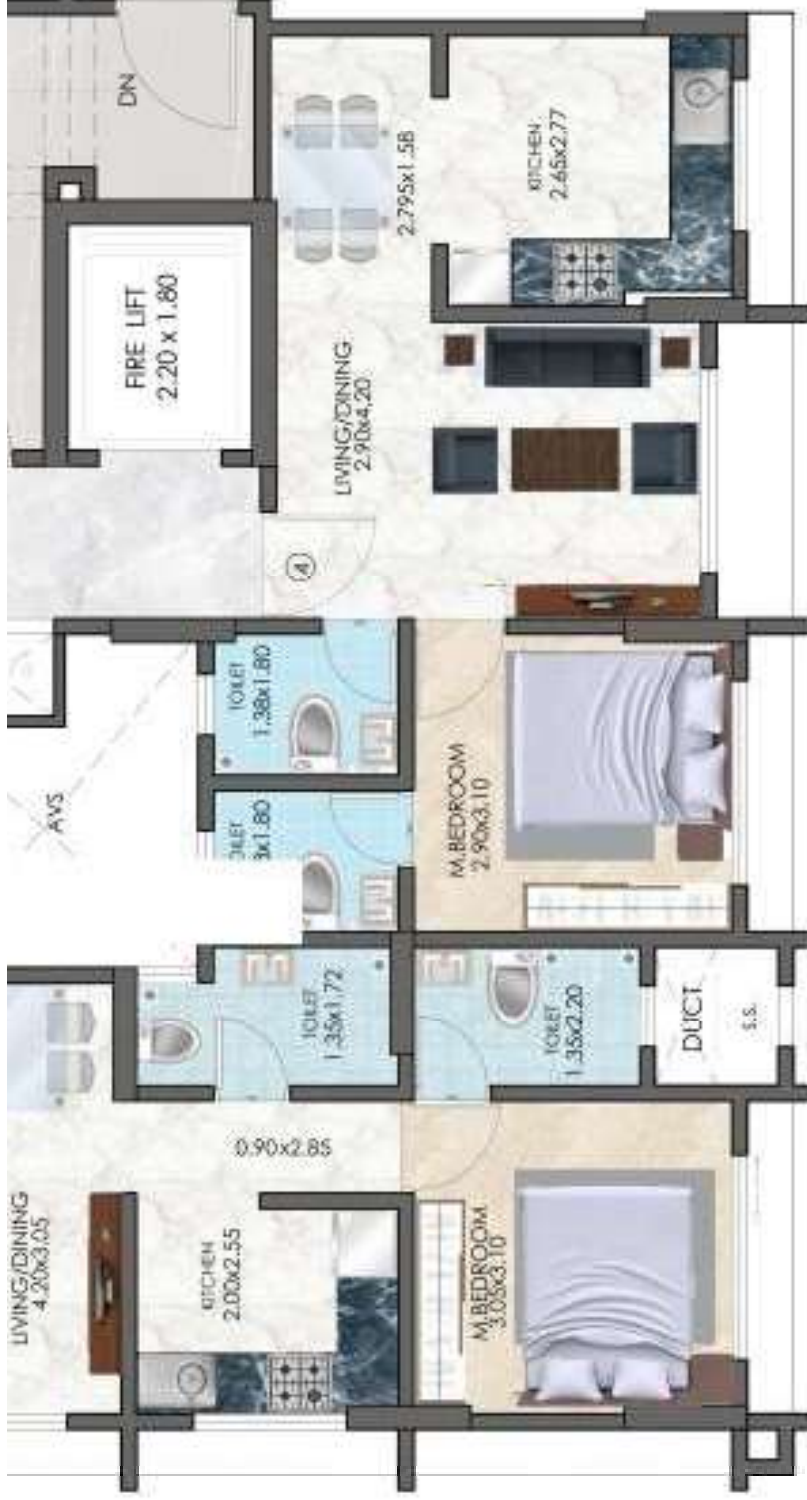 DN
FIRE LIFT
2.20 x 1.80
2.795x1.58
KITCHEN
2.65x2.77
LIVING/DINING
2.90x4.20
4
TOILET
1.38x1.80
AVS
M.BEDROOM
2.90x3.10
TOILET
1.35x1.72
TOILET
1.35x2.20
DUCT
S.S.
0.90x2.85
LIVING/DINING
4.20x3.05
KITCHEN
2.00x2.55
M.BEDROOM
3.05x3.10